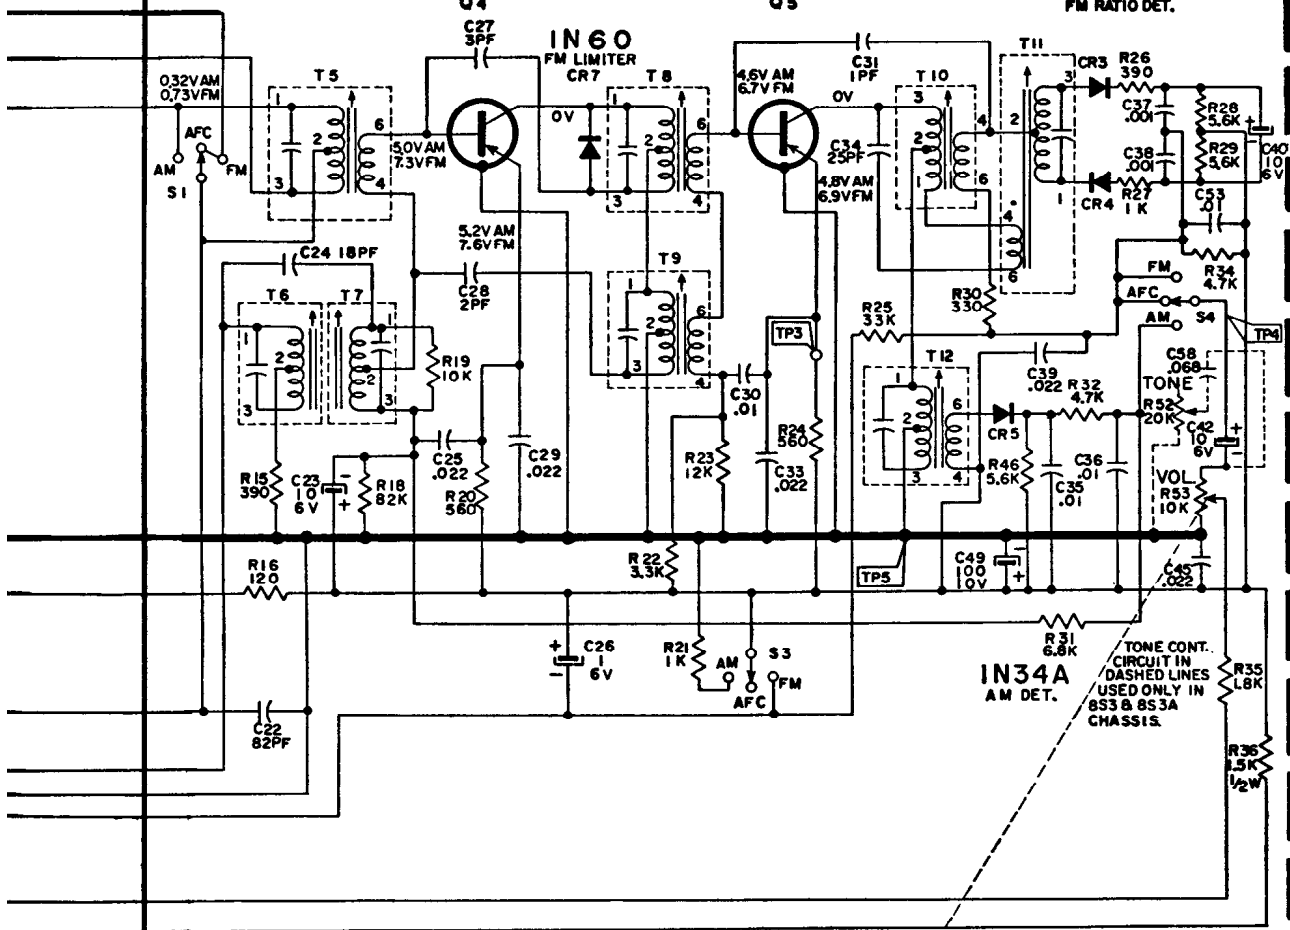 Q4
Q5
FM RATIO DET.
C27
3PF
1N60
FM LIMITER
CR7
C31
1PF
T11
CR3
R26
390
0.32V AM
0.73V FM
T5
T8
4.6V AM
6.7V FM
T10
0V
0V
C37
.001
R28
5.6K
AFC
AM
FM
S1
5.0V AM
7.3V FM
C34
25PF
C38
.001
R29
5.6K
C40
10
6V
4.8V AM
6.9V FM
CR4
R27
1K
C53
.01
5.2V AM
7.6V FM
C24 18PF
C28
2PF
T9
R34
4.7K
FM
AFC
AM
S4
T6
T7
R25
33K
R30
330
TP3
TP4
R19
10K
T12
C39
.022
C58
.068
TONE
R52
20K
R32
4.7K
C30
.01
CR5
C42
10
6V
R15
390
C23
10
6V
R18
82K
C25
.022
R20
560
C29
.022
R23
12K
C33
.022
R24
560
R46
5.6K
C35
.01
C36
.01
VOL
R53
10K
R16
120
R22
3.3K
TP5
C49
100
10V
C45
.022
C26
1
6V
R21
1K
AM
S3
FM
AFC
R31
6.8K
1N34A
AM DET.
TONE CONT.
CIRCUIT IN
DASHED LINES
USED ONLY IN
8S3 & 8S3A
CHASSIS.
R35
1.8K
C22
82PF
R36
1.5K
1/2W